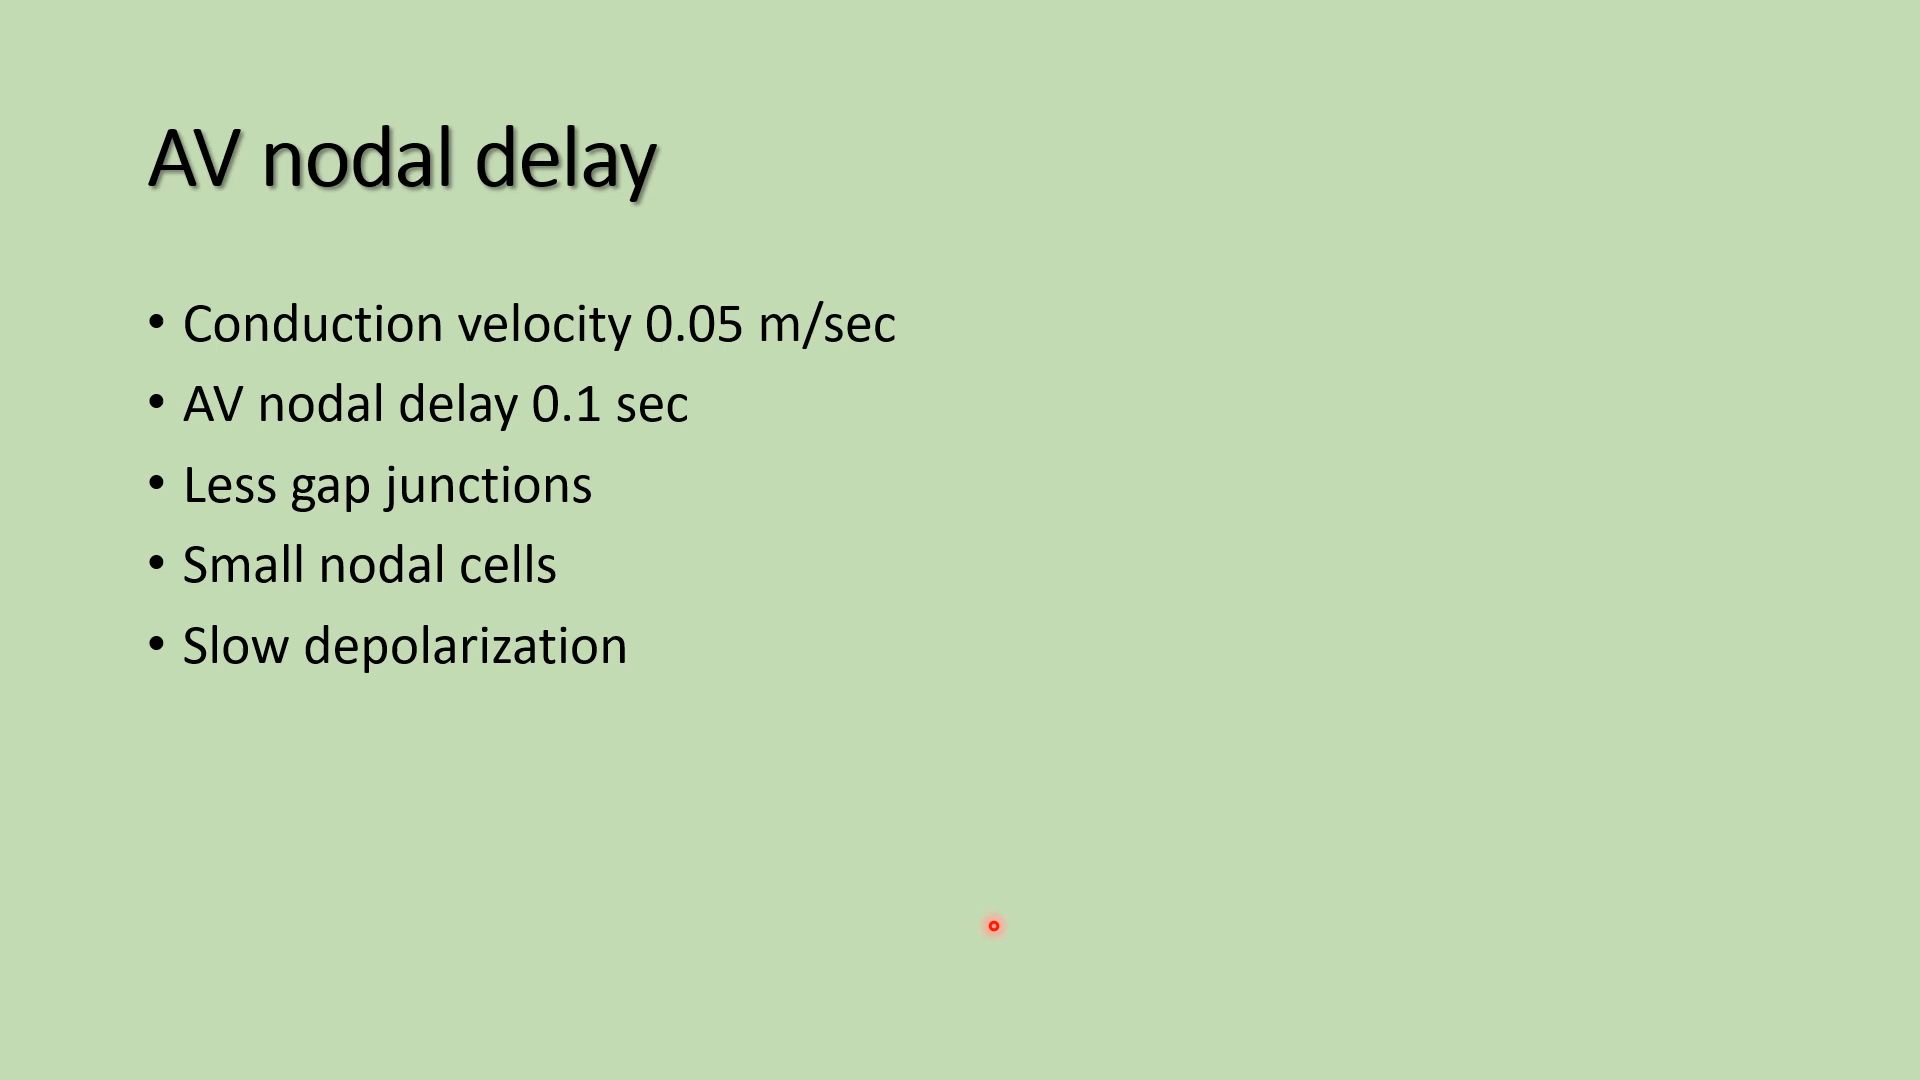 AV nodal delay
• Conduction velocity 0.05 m/sec
• AV nodal delay 0.1 sec
• Less gap junctions
• Small nodal cells
• Slow depolarization